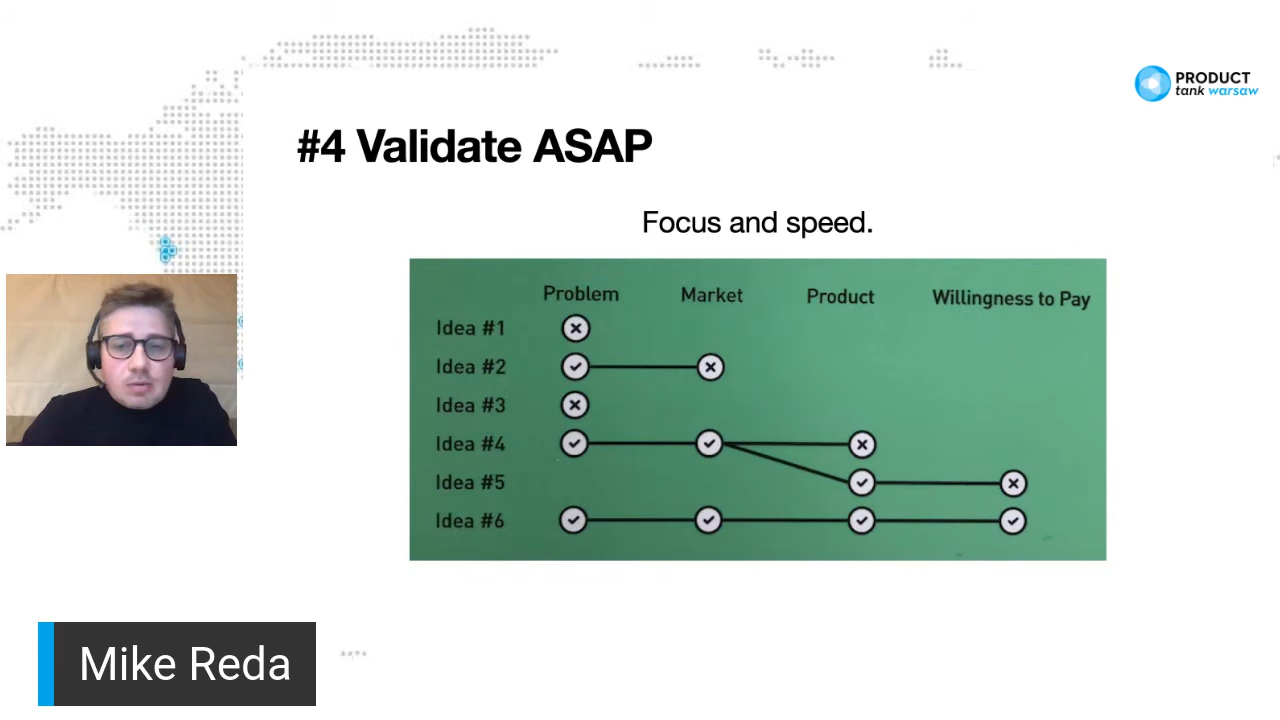 PRODUCT
tank warsaw
#4 Validate ASAP
Focus and speed.
Problem Market Product Willingness to Pay
Idea #1
Idea #2
Idea #3
Idea #4
Idea #5
Idea #6
Mike Reda